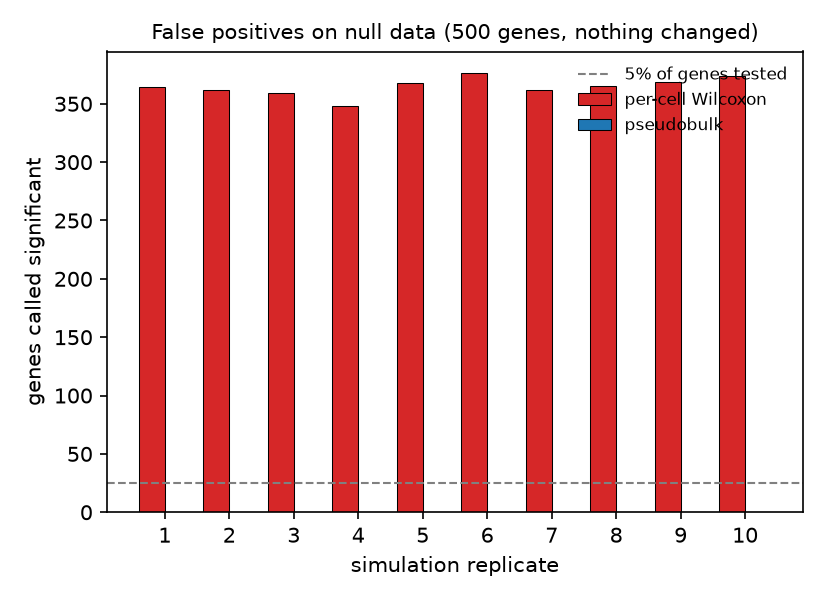 False positives on null data (500 genes, nothing changed)
5% of genes tested
per-cell Wilcoxon
pseudobulk
genes called significant
350
300
250
200
150
100
50
0
1 2 3 4 5 6 7 8 9 10
simulation replicate